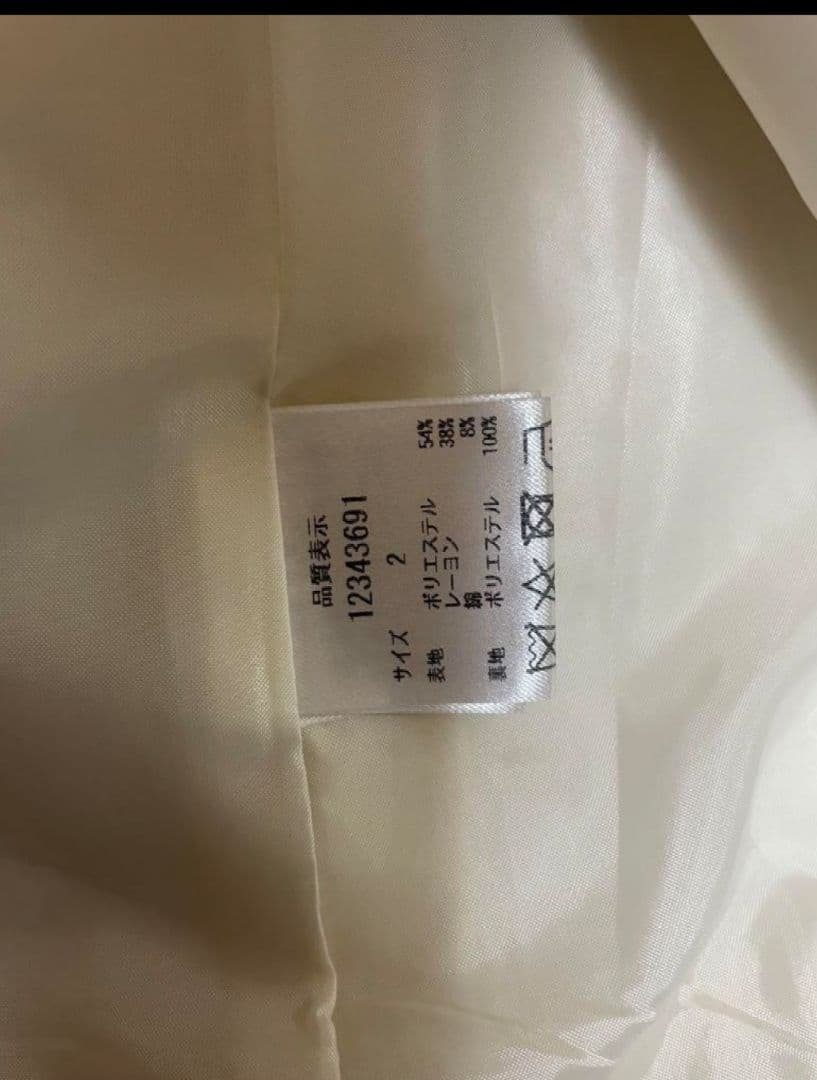 品質表示
12343691
サイズ 2
表地 ポリエステル 54%
レーヨン 38%
綿 8%
裏地 ポリエステル 100%